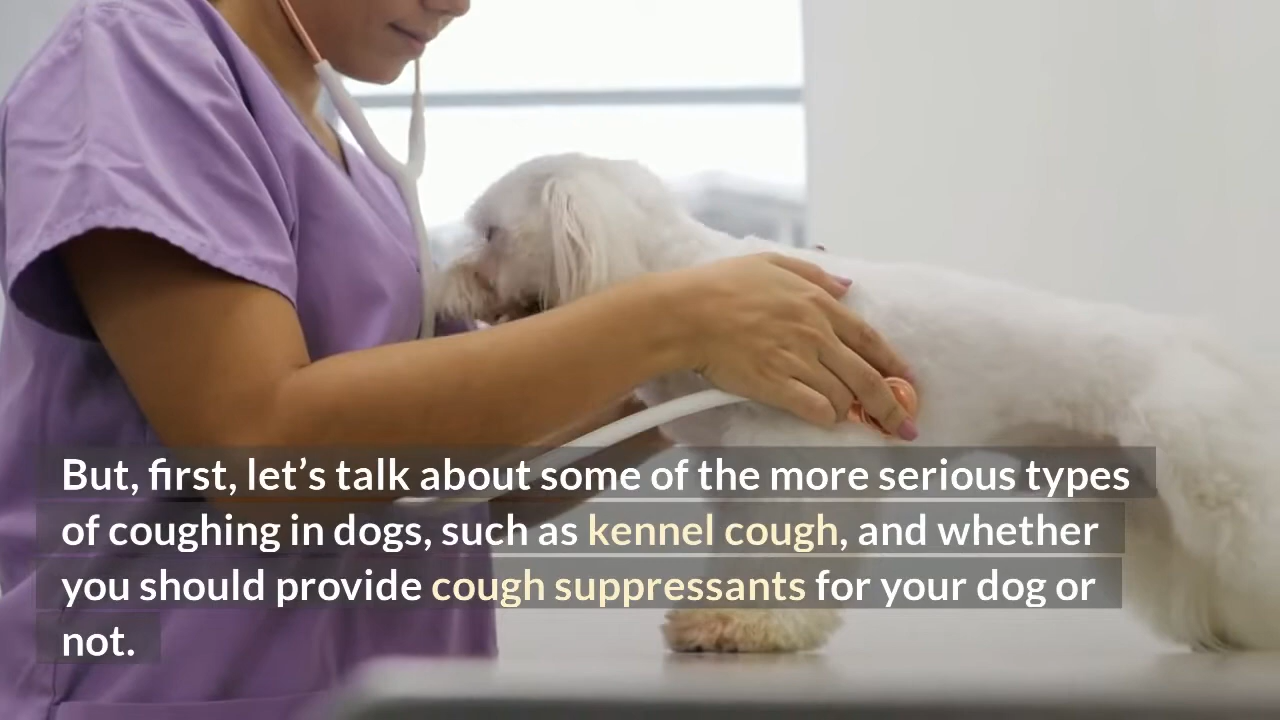 But, first, let’s talk about some of the more serious types
of coughing in dogs, such as kennel cough, and whether
you should provide cough suppressants for your dog or
not.